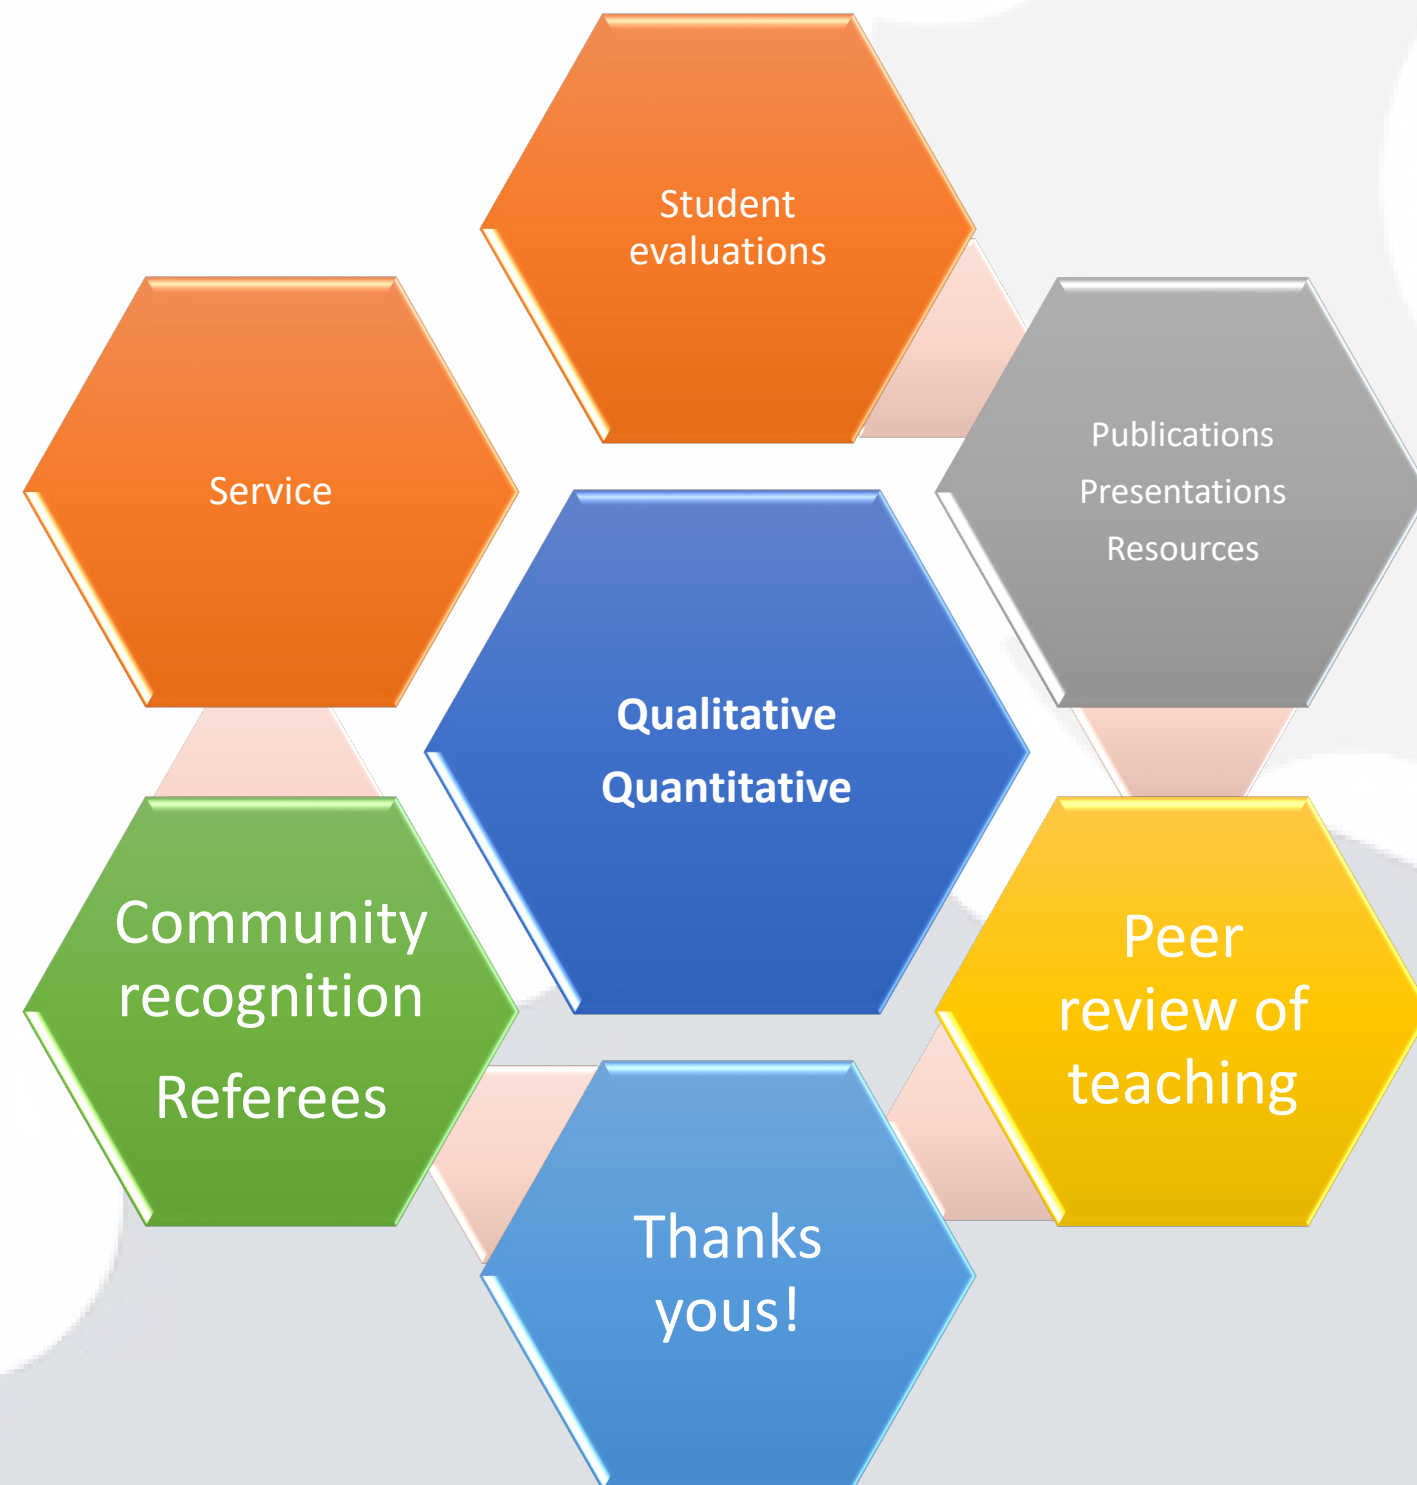 Student
evaluations
Publications
Presentations
Resources
Service
Qualitative
Quantitative
Community
recognition
Referees
Peer
review of
teaching
Thanks
yous!